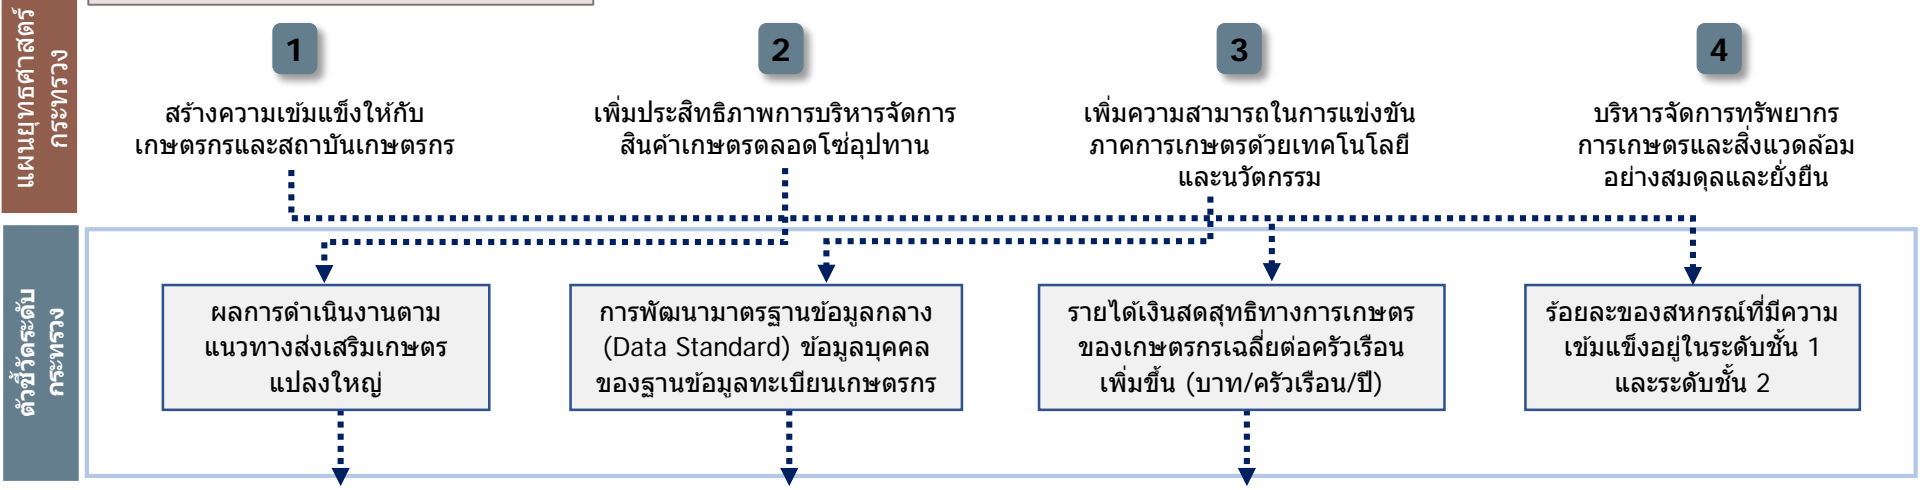 แผนยุทธศาสตร์
กระทรวง
1
สร้างความเข้มแข็งให้กับ
เกษตรกรและสถาบันเกษตรกร
2
เพิ่มประสิทธิภาพการบริหารจัดการ
สินค้าเกษตรตลอดโซ่อุปทาน
3
เพิ่มความสามารถในการแข่งขัน
ภาคการเกษตรด้วยเทคโนโลยี
และนวัตกรรม
4
บริหารจัดการทรัพยากร
การเกษตรและสิ่งแวดล้อม
อย่างสมดุลและยั่งยืน
ตัวชี้วัดระดับ
กระทรวง
ผลการดำเนินงานตาม
แนวทางส่งเสริมเกษตร
แปลงใหญ่
การพัฒนามาตรฐานข้อมูลกลาง
(Data Standard) ข้อมูลบุคคล
ของฐานข้อมูลทะเบียนเกษตรกร
รายได้เงินสดสุทธิทางการเกษตร
ของเกษตรกรเฉลี่ยต่อครัวเรือน
เพิ่มขึ้น (บาท/ครัวเรือน/ปี)
ร้อยละของสหกรณ์ที่มีความ
เข้มแข็งอยู่ในระดับชั้น 1
และระดับชั้น 2